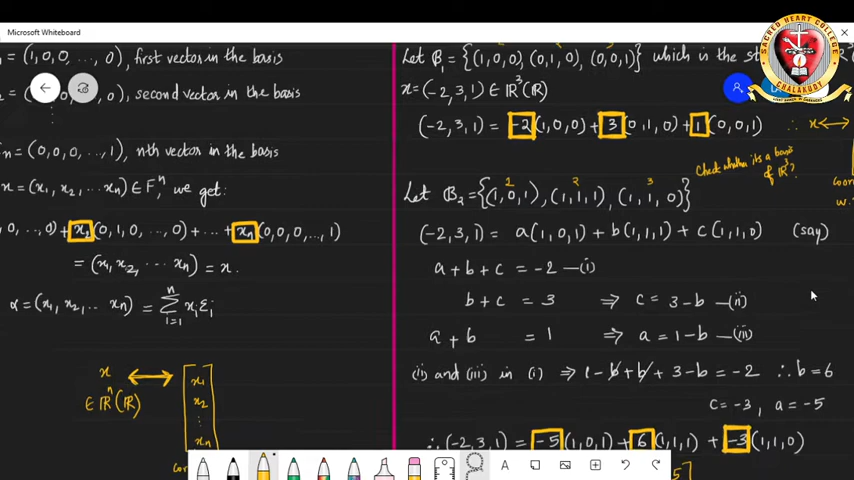 Microsoft Whiteboard
= (1,0,0, ..., 0), first vector in the basis
= (0, ..., 0), second vector in the basis
⋮
n = (0,0,0, ..., 1), nth vector in the basis
x = (x₁, x₂, ... xₙ) ∈ Fⁿ, we get:
0, ..., 0) + x₂ (0,1,0, ..., 0) + ... + xₙ (0,0,0, ..., 1)
= (x₁, x₂, ... xₙ) = x.
α = (x₁, x₂, .. xₙ) = Σⁿᵢ₌₁ xᵢεᵢ
x ↔ [x₁
∈ ℝⁿ(ℝ) x₂
⋮
xₙ
Let B₁ = {(1,0,0), (0,1,0), (0,0,1)} which is the
x = (-2,3,1) ∈ ℝ³(ℝ)
(-2,3,1) = -2 (1,0,0) + 3 (0,1,0) + 1 (0,0,1) ∴ x ↔
Check whether its a basis
of ℝ³?
w.
1 2 3
Let B₂ = {(1,0,1), (1,1,1), (1,1,0)}
(-2,3,1) = a(1,0,1) + b(1,1,1) + c(1,1,0) (say)
a + b + c = -2 —(i)
b + c = 3 ⇒ c = 3-b —(ii)
a + b = 1 ⇒ a = 1-b —(iii)
(ii) and (iii) in (i) ⇒ 1-b+b+3-b = -2 ∴ b = 6
c = -3, a = -5
∴ (-2,3,1) = -5 (1,0,1) + 6 (1,1,1) + -3 (1,1,0)
SACRED HEART COLLEGE
CHALAKUDY